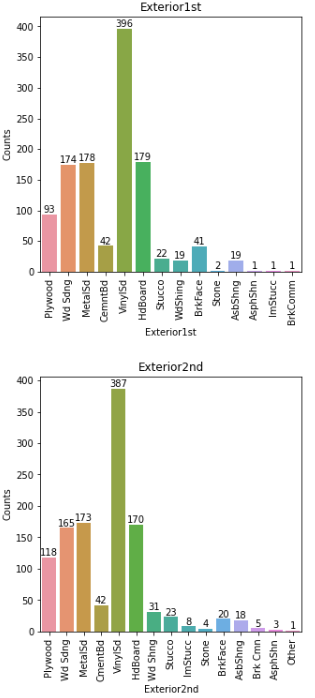 Exterior1st
400
350
300
250
200
150
100
50
0
Counts
93
174
178
42
396
179
22
19
41
2
19
1
1
1
Plywood
Wd Sdng
MetalSd
CemntBd
VinylSd
HdBoard
Stucco
WdShing
BrkFace
Stone
AsbShng
AsphShn
ImStucc
BrkComm
Exterior1st
Exterior2nd
400
350
300
250
200
150
100
50
0
Counts
118
165
173
42
387
170
31
23
8
4
20
18
5
3
1
Plywood
Wd Sdng
MetalSd
CmentBd
VinylSd
HdBoard
Wd Shng
Stucco
ImStucc
Stone
BrkFace
AsbShng
Brk Cmn
AsphShn
Other
Exterior2nd